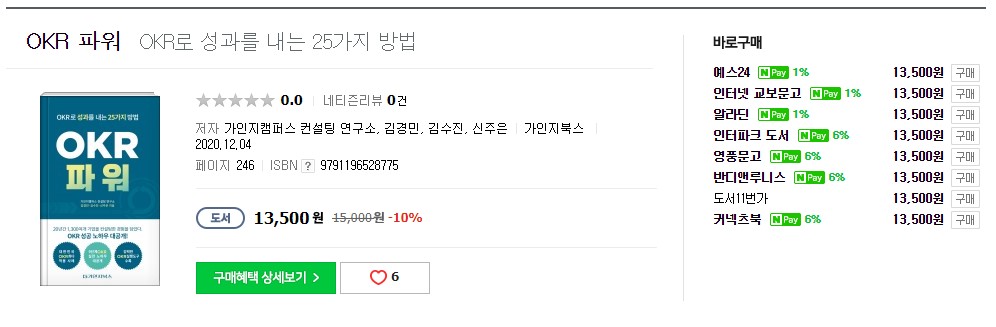 OKR 파워 OKR로 성과를 내는 25가지 방법
OKR로 성과를 내는 25가지 방법
OKR
파워
OKR 성공 노하우 대공개!
0.0 네티즌리뷰 0건
저자 가인지캠퍼스 컨설팅 연구소, 김경민, 김수진, 신주은 가인지북스
2020.12.04
페이지 246 ISBN ? 9791196528775
도서 13,500원 15,000원 -10%
구매혜택 상세보기 >
6
바로구매
예스24 N Pay 1% 13,500원 구매
인터넷 교보문고 N Pay 1% 13,500원 구매
알라딘 N Pay 1% 13,500원 구매
인터파크 도서 N Pay 6% 13,500원 구매
영풍문고 N Pay 6% 13,500원 구매
반디앤루니스 N Pay 6% 13,500원 구매
도서11번가 13,500원 구매
커넥츠북 N Pay 6% 13,500원 구매